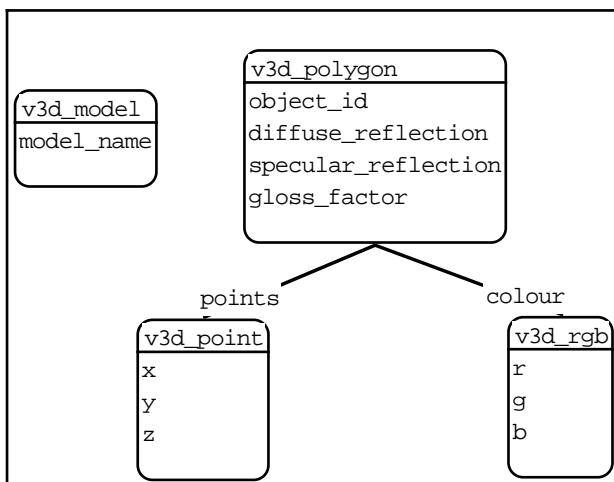 v3d_polygon
object_id
diffuse_reflection
specular_reflection
gloss_factor
v3d_model
model_name
points
colour
v3d_point
x
y
z
v3d_rgb
r
g
b